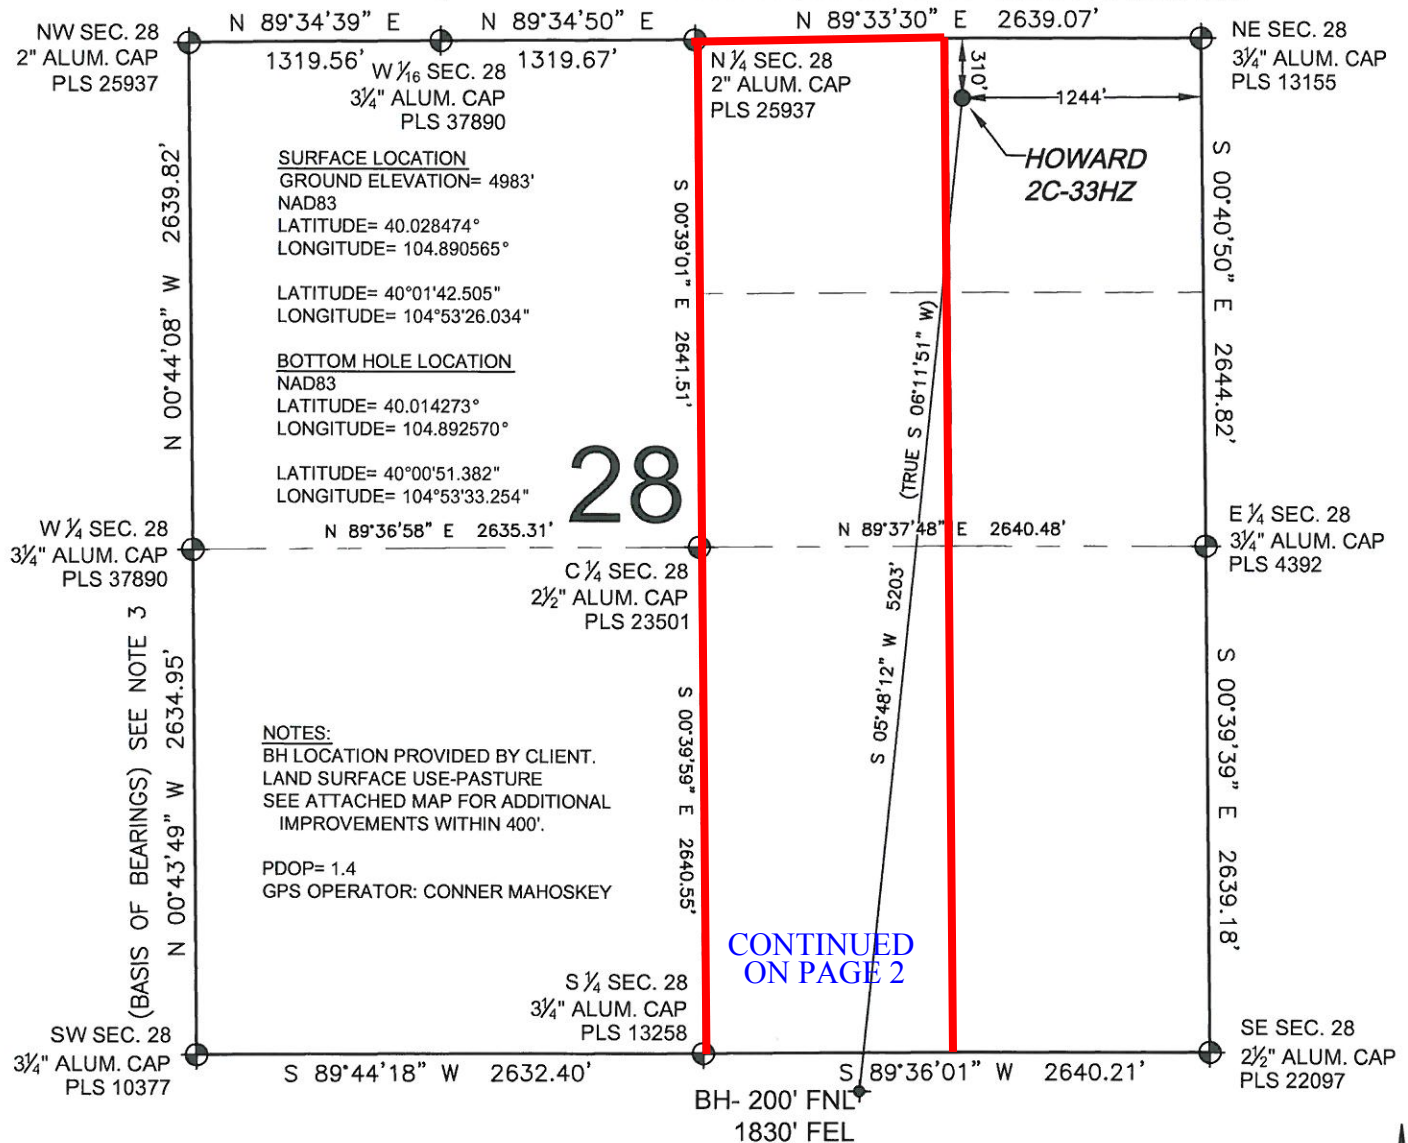 N 89°34'39" E
N 89°34'50" E
N 89°33'30" E 2639.07'
NW SEC. 28
2" ALUM. CAP
PLS 25937
1319.56'
W 1/16 SEC. 28
3¼" ALUM. CAP
PLS 37890
1319.67'
N ¼ SEC. 28
2" ALUM. CAP
PLS 25937
310'
1244'
NE SEC. 28
3¼" ALUM. CAP
PLS 13155
HOWARD
2C-33HZ
SURFACE LOCATION
GROUND ELEVATION= 4983'
NAD83
LATITUDE= 40.028474°
LONGITUDE= 104.890565°
LATITUDE= 40°01'42.505"
LONGITUDE= 104°53'26.034"
BOTTOM HOLE LOCATION
NAD83
LATITUDE= 40.014273°
LONGITUDE= 104.892570°
LATITUDE= 40°00'51.382"
LONGITUDE= 104°53'33.254"
N 00°44'08" W 2639.82'
S 00°39'01" E 2641.51'
(TRUE S 06°11'51" W)
S 00°40'50" E 2644.82'
28
W ¼ SEC. 28
3¼" ALUM. CAP
PLS 37890
N 89°36'58" E 2635.31'
N 89°37'48" E 2640.48'
E ¼ SEC. 28
3¼" ALUM. CAP
PLS 4392
C ¼ SEC. 28
2½" ALUM. CAP
PLS 23501
S 05°48'12" W 5203'
(BASIS OF BEARINGS) SEE NOTE 3
N 00°43'49" W 2634.95'
S 00°39'59" E 2640.55'
S 00°39'39" E 2639.18'
NOTES:
BH LOCATION PROVIDED BY CLIENT.
LAND SURFACE USE-PASTURE
SEE ATTACHED MAP FOR ADDITIONAL
IMPROVEMENTS WITHIN 400'.
PDOP= 1.4
GPS OPERATOR: CONNER MAHOSKEY
CONTINUED
ON PAGE 2
S ¼ SEC. 28
3¼" ALUM. CAP
PLS 13258
SW SEC. 28
3¼" ALUM. CAP
PLS 10377
S 89°44'18" W 2632.40'
S 89°36'01" W 2640.21'
SE SEC. 28
2½" ALUM. CAP
PLS 22097
BH- 200' FNL
1830' FEL